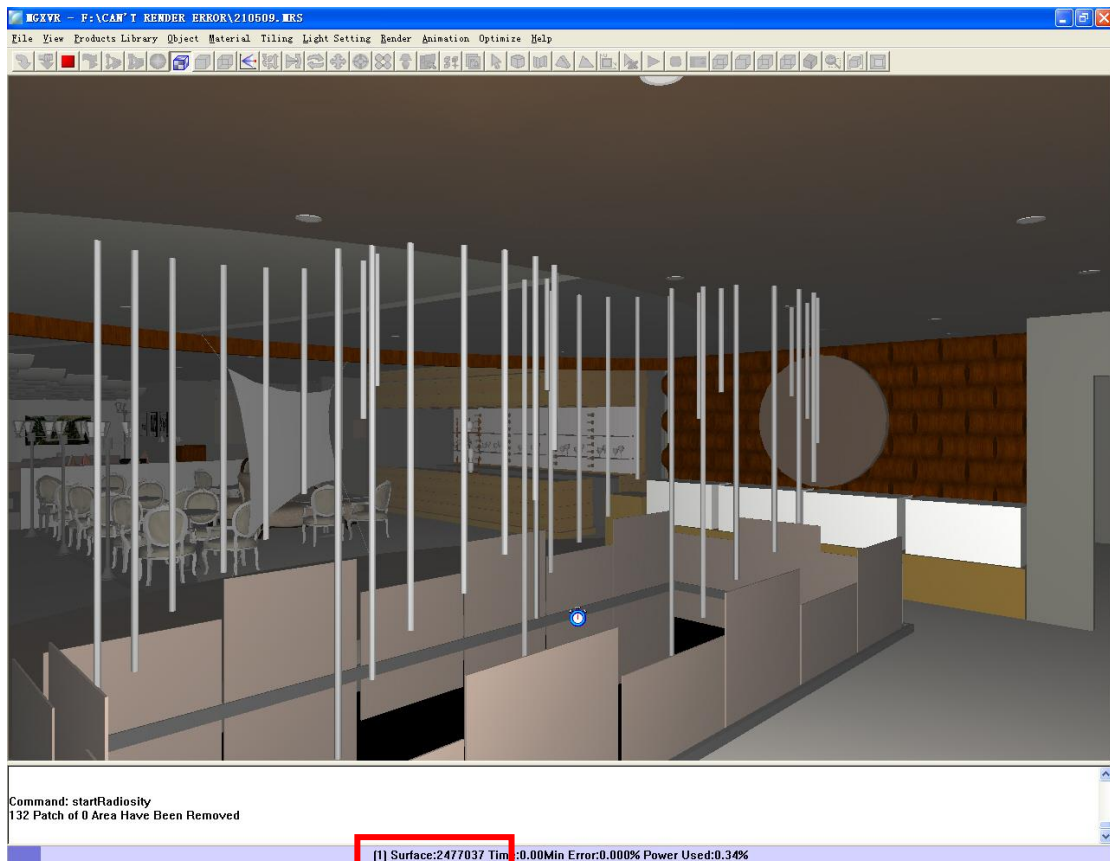 MGXVR - F:\CAN'T RENDER ERROR\210509.MRS
File View Products Library Object Material Tiling Light Setting Render Animation Optimize Help
Command: startRadiosity
132 Patch of 0 Area Have Been Removed
[1] Surface:2477037 Time:0.00Min Error:0.000% Power Used:0.34%